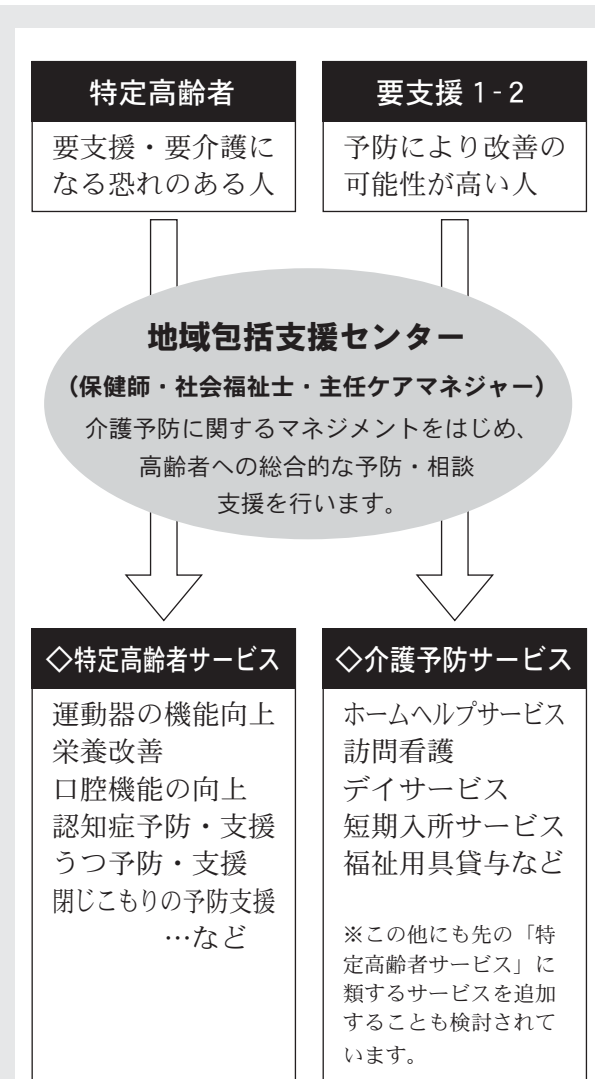 特定高齢者
要支援・要介護に
なる恐れのある人
要支援 1-2
予防により改善の
可能性が高い人
地域包括支援センター
(保健師・社会福祉士・主任ケアマネジャー)
介護予防に関するマネジメントをはじめ、
高齢者への総合的な予防・相談
支援を行います。
◇特定高齢者サービス
運動器の機能向上
栄養改善
口腔機能の向上
認知症予防・支援
うつ予防・支援
閉じこもりの予防支援
…など
◇介護予防サービス
ホームヘルプサービス
訪問看護
デイサービス
短期入所サービス
福祉用具貸与など
※この他にも先の「特
定高齢者サービス」に
類するサービスを追加
することも検討されて
います。